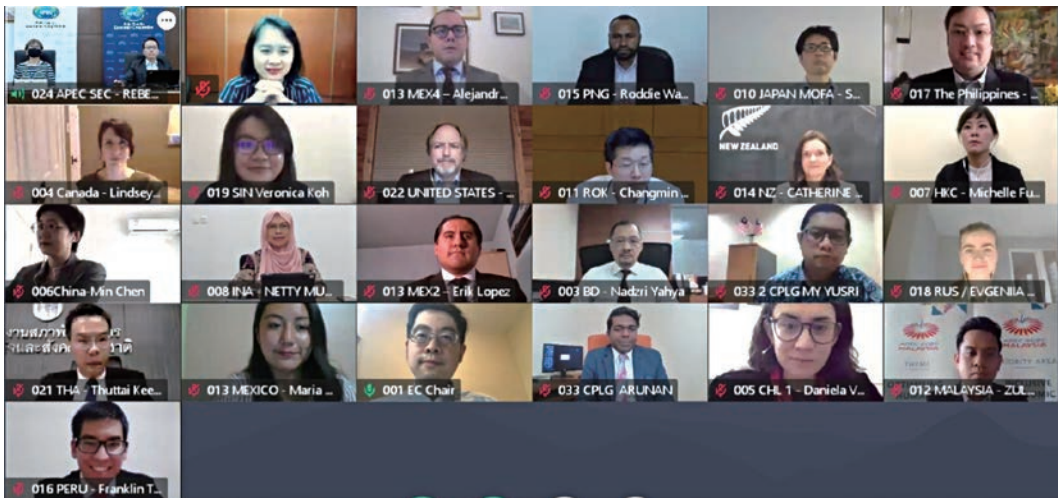 024 APEC SEC - REBE...
013 MEX4 – Alejandr...
015 PNG - Roddie Wa...
010 JAPAN MOFA - S...
017 The Philippines - ...
004 Canada - Lindsey...
019 SIN Veronica Koh
022 UNITED STATES - ...
011 ROK - Changmin ...
NEW ZEALAND
014 NZ - CATHERINE ...
007 HKC - Michelle Fu...
006China-Min Chen
008 INA - NETTY MU...
013 MEX2 – Erik Lopez
003 BD - Nadzri Yahya
033 2 CPLG MY YUSRI
018 RUS / EVGENIIA ...
021 THA - Thuttai Kee...
013 MEXICO - Maria ...
001 EC Chair
033 CPLG ARUNAN
005 CHL 1 - Daniela V...
MALAYSIA
012 MALAYSIA - ZUL...
016 PERU - Franklin T...